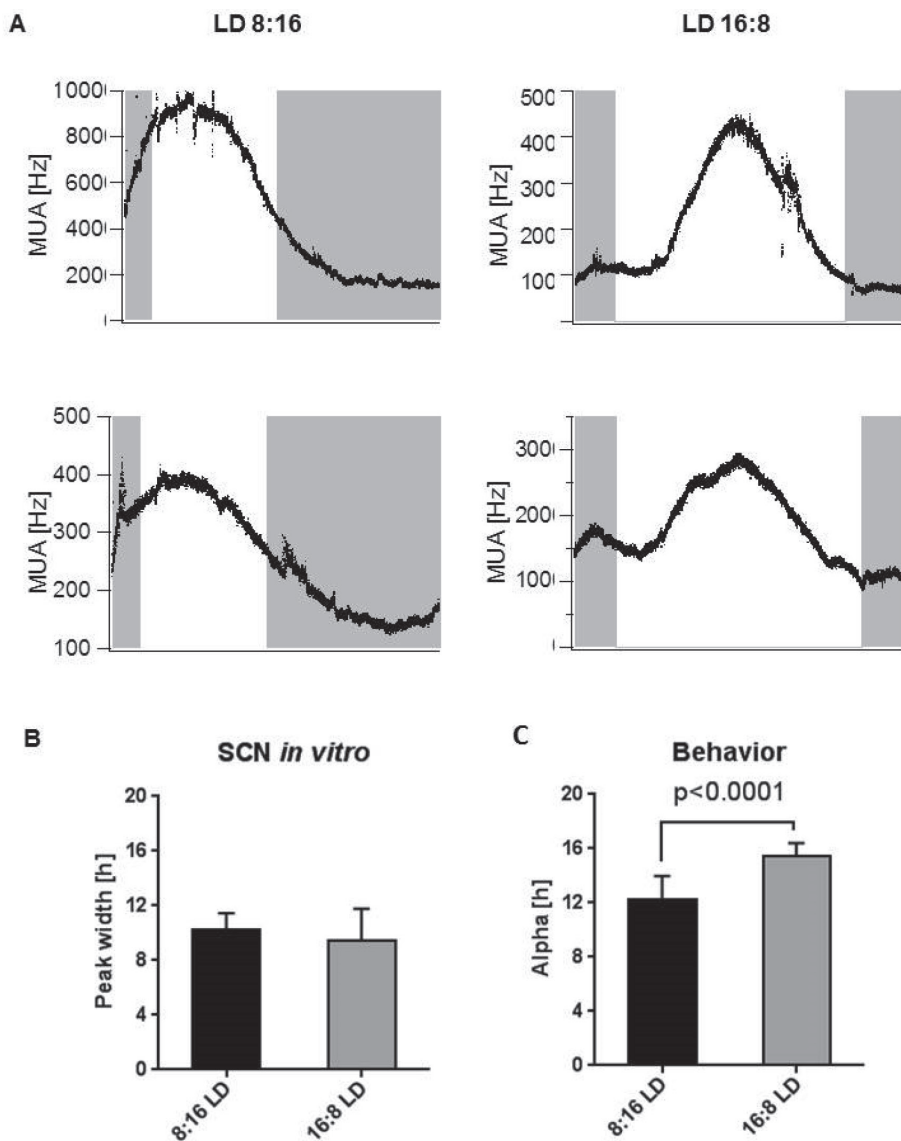 A
LD 8:16
LD 16:8
MUA [Hz]
1000
800
600
400
200
MUA [Hz]
500
400
300
200
100
MUA [Hz]
500
400
300
200
100
MUA [Hz]
300
200
100
B
SCN in vitro
Peak width [h]
20
16
12
8
4
0
8:16 LD
16:8 LD
C
Behavior
p<0.0001
Alpha [h]
20
16
12
8
4
0
8:16 LD
16:8 LD